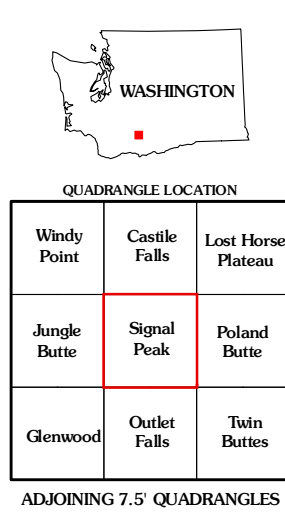 WASHINGTON
QUADRANGLE LOCATION
Windy
Point
Castile
Falls
Lost Horse
Plateau
Jungle
Butte
Signal
Peak
Poland
Butte
Glenwood
Outlet
Falls
Twin
Buttes
ADJOINING 7.5' QUADRANGLES